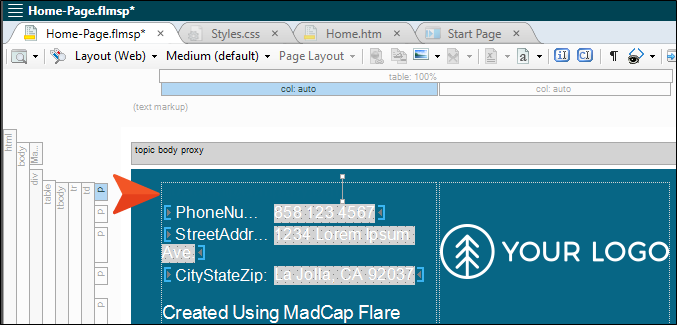 Home-Page.flmsp*
Home-Page.flmsp* Styles.css Home.htm Start Page
Layout (Web) Medium (default) Page Layout
table: 100%
col: auto col: auto
(text markup)
html
body
Ma...
div
table
tbody
tr
td
p
p
p
p
p
topic body proxy
PhoneNu... 858 123 4567
StreetAddr... 1234 Lorem Ipsum
Ave
CityStateZip: La Jolla, CA 92037
YOUR LOGO
Created Using MadCap Flare